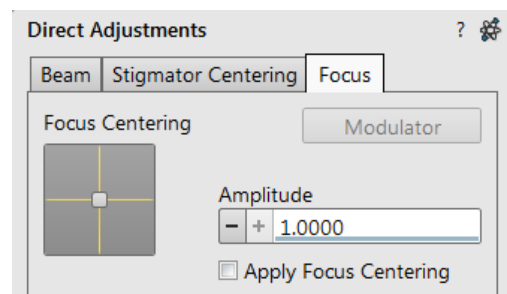 Direct Adjustments ?
Beam Stigmator Centering Focus
Focus Centering Modulator
Amplitude
− + 1.0000
Apply Focus Centering